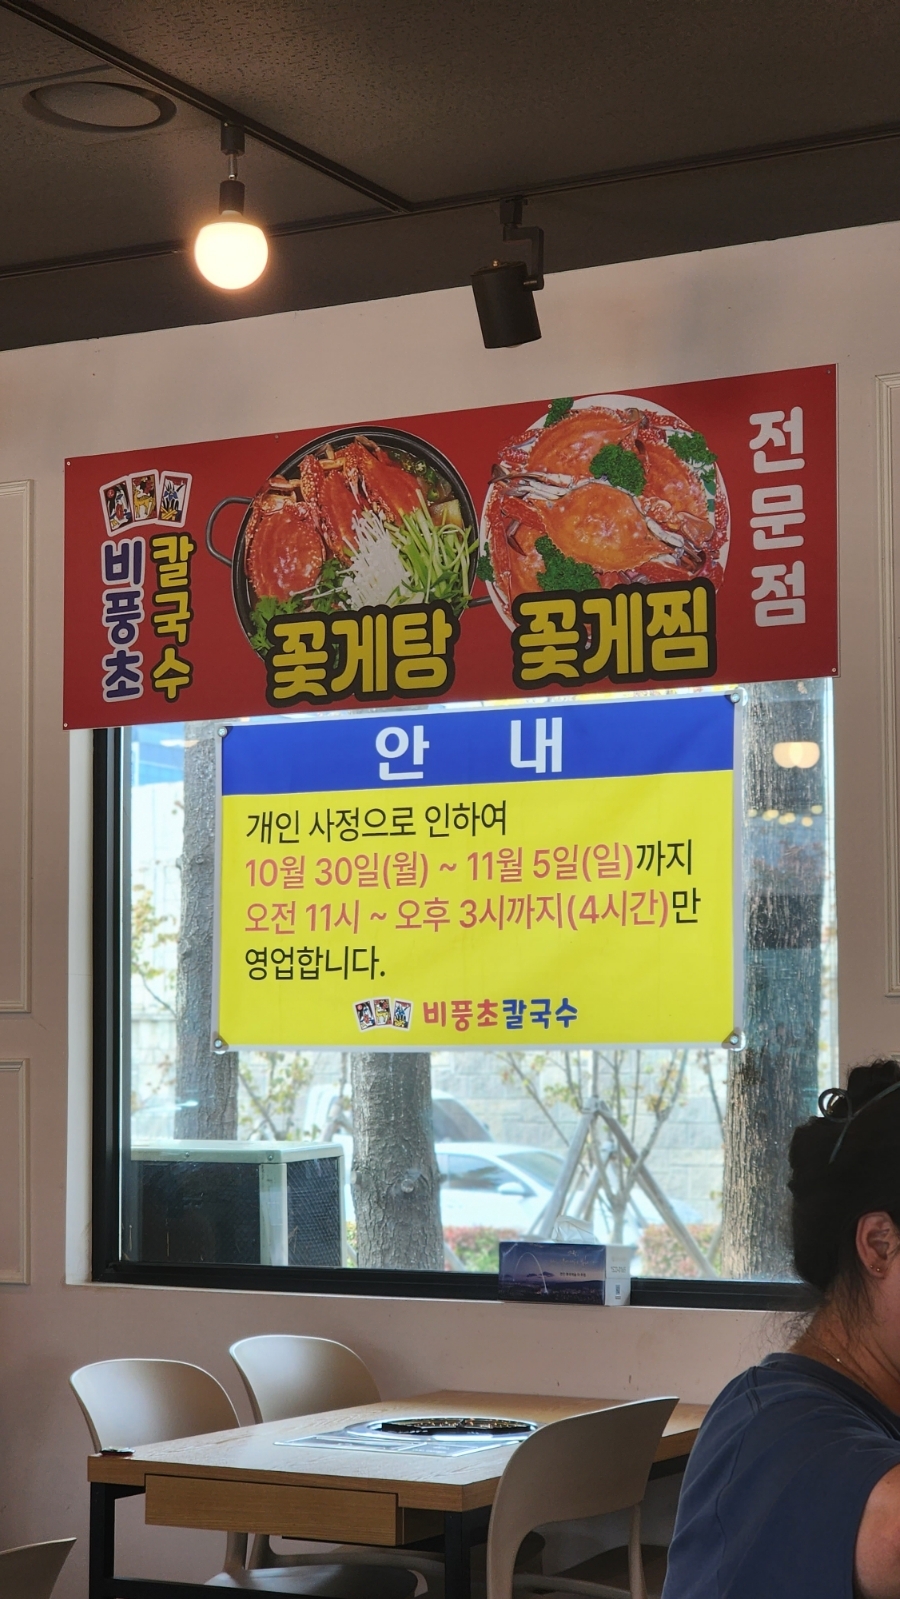 비풍초
칼국수
꽃게탕
꽃게찜
전문점
안 내
개인 사정으로 인하여
10월 30일(월) ~ 11월 5일(일)까지
오전 11시 ~ 오후 3시까지(4시간)만
영업합니다.
비풍초칼국수